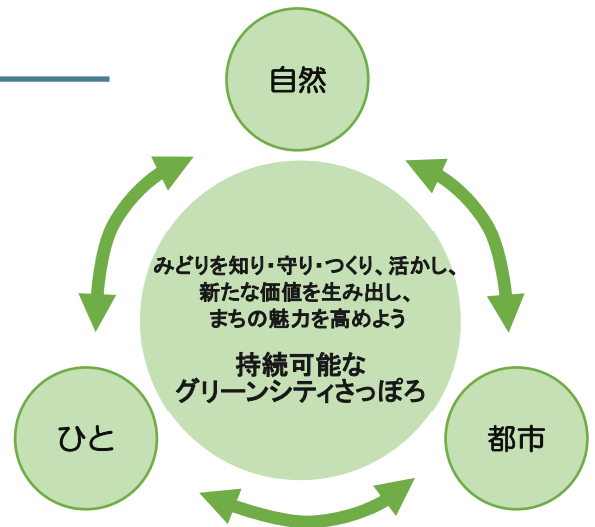 自然
みどりを知り・守り・つくり、活かし、
新たな価値を生み出し、
まちの魅力を高めよう
持続可能な
グリーンシティさっぽろ
ひと
都市